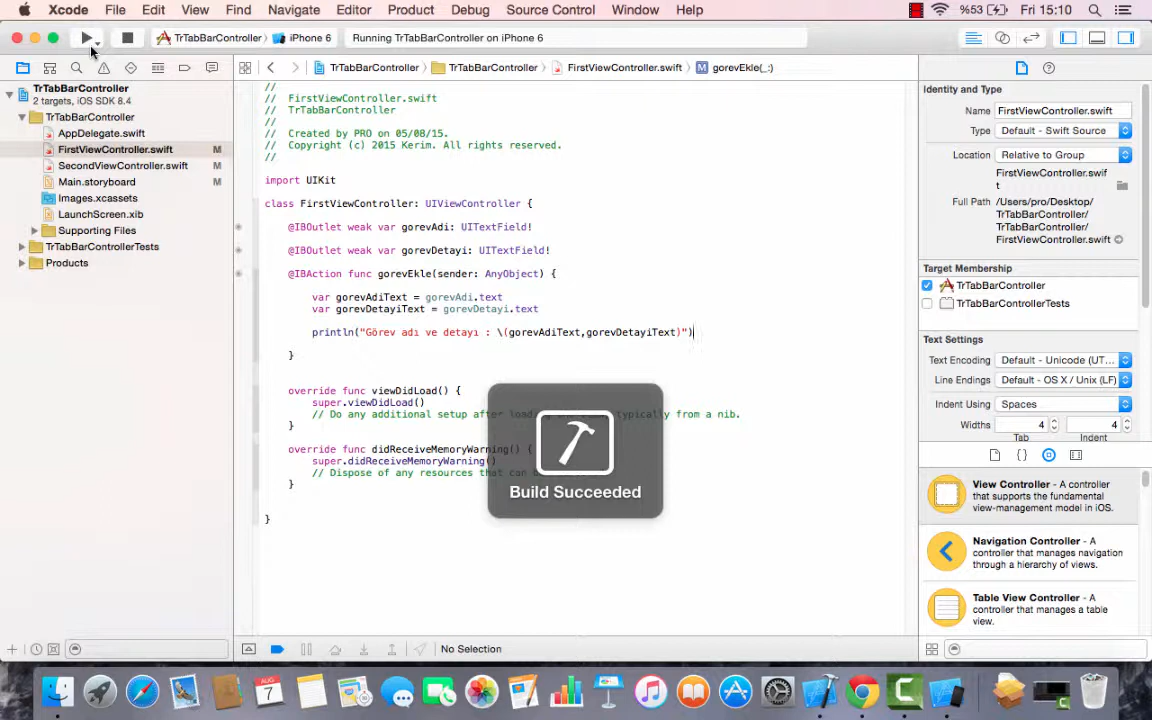 Xcode File Edit View Find Navigate Editor Product Debug Source Control Window Help %53 Fri 15:10
TrTabBarController iPhone 6 Running TrTabBarController on iPhone 6
TrTabBarController TrTabBarController FirstViewController.swift M gorevEkle(_:)
TrTabBarController
2 targets, iOS SDK 8.4
TrTabBarController
AppDelegate.swift
FirstViewController.swift M
SecondViewController.swift M
Main.storyboard M
Images.xcassets
LaunchScreen.xib
Supporting Files
TrTabBarControllerTests
Products
//
// FirstViewController.swift
// TrTabBarController
//
// Created by PRO on 05/08/15.
// Copyright (c) 2015 Kerim. All rights reserved.
//
import UIKit
class FirstViewController: UIViewController {
@IBOutlet weak var gorevAdi: UITextField!
@IBOutlet weak var gorevDetayi: UITextField!
@IBAction func gorevEkle(sender: AnyObject) {
var gorevAdiText = gorevAdi.text
var gorevDetayiText = gorevDetayi.text
println("Görev adı ve detayı : \(gorevAdiText,gorevDetayiText)")
}
override func viewDidLoad() {
super.viewDidLoad()
// Do any additional setup after loading the view, typically from a nib.
}
override func didReceiveMemoryWarning() {
super.didReceiveMemoryWarning()
// Dispose of any resources that can
}
}
Build Succeeded
No Selection
Identity and Type
Name FirstViewController.swift
Type Default - Swift Source
Location Relative to Group
FirstViewController.swif
t
Full Path /Users/pro/Desktop/
TrTabBarController/
TrTabBarController/
FirstViewController.swift
Target Membership
TrTabBarController
TrTabBarControllerTests
Text Settings
Text Encoding Default - Unicode (UT...
Line Endings Default - OS X / Unix (LF)
Indent Using Spaces
Widths 4 4
Tab Indent
{ }
View Controller - A controller
that supports the fundamental
view-management model in iOS.
Navigation Controller - A
controller that manages navigation
through a hierarchy of views.
Table View Controller - A
controller that manages a table
view.
AUG
7